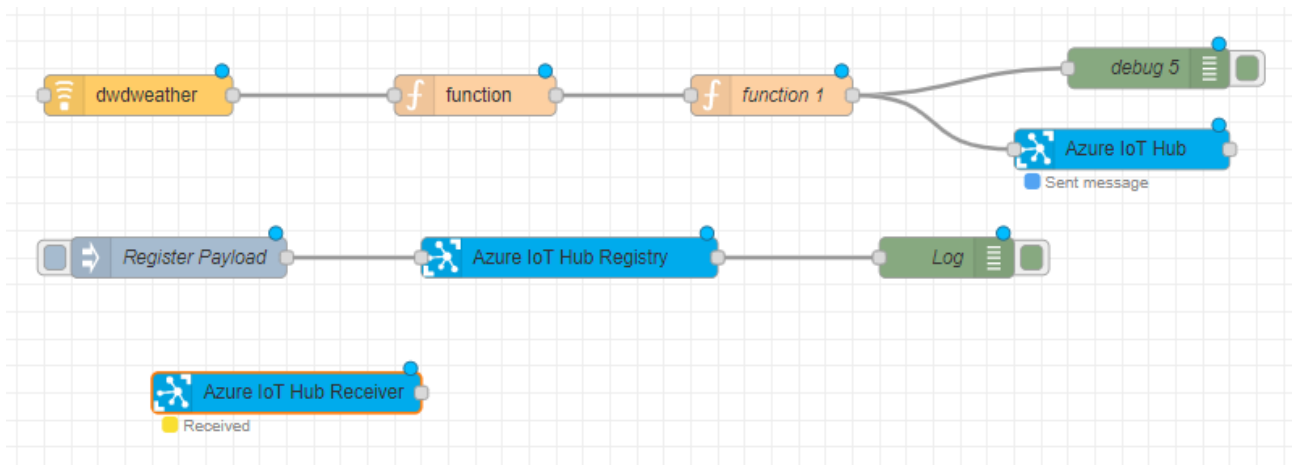 debug 5
dwdweather
function
function 1
Azure IoT Hub
Sent message
Register Payload
Azure IoT Hub Registry
Log
Azure IoT Hub Receiver
Received